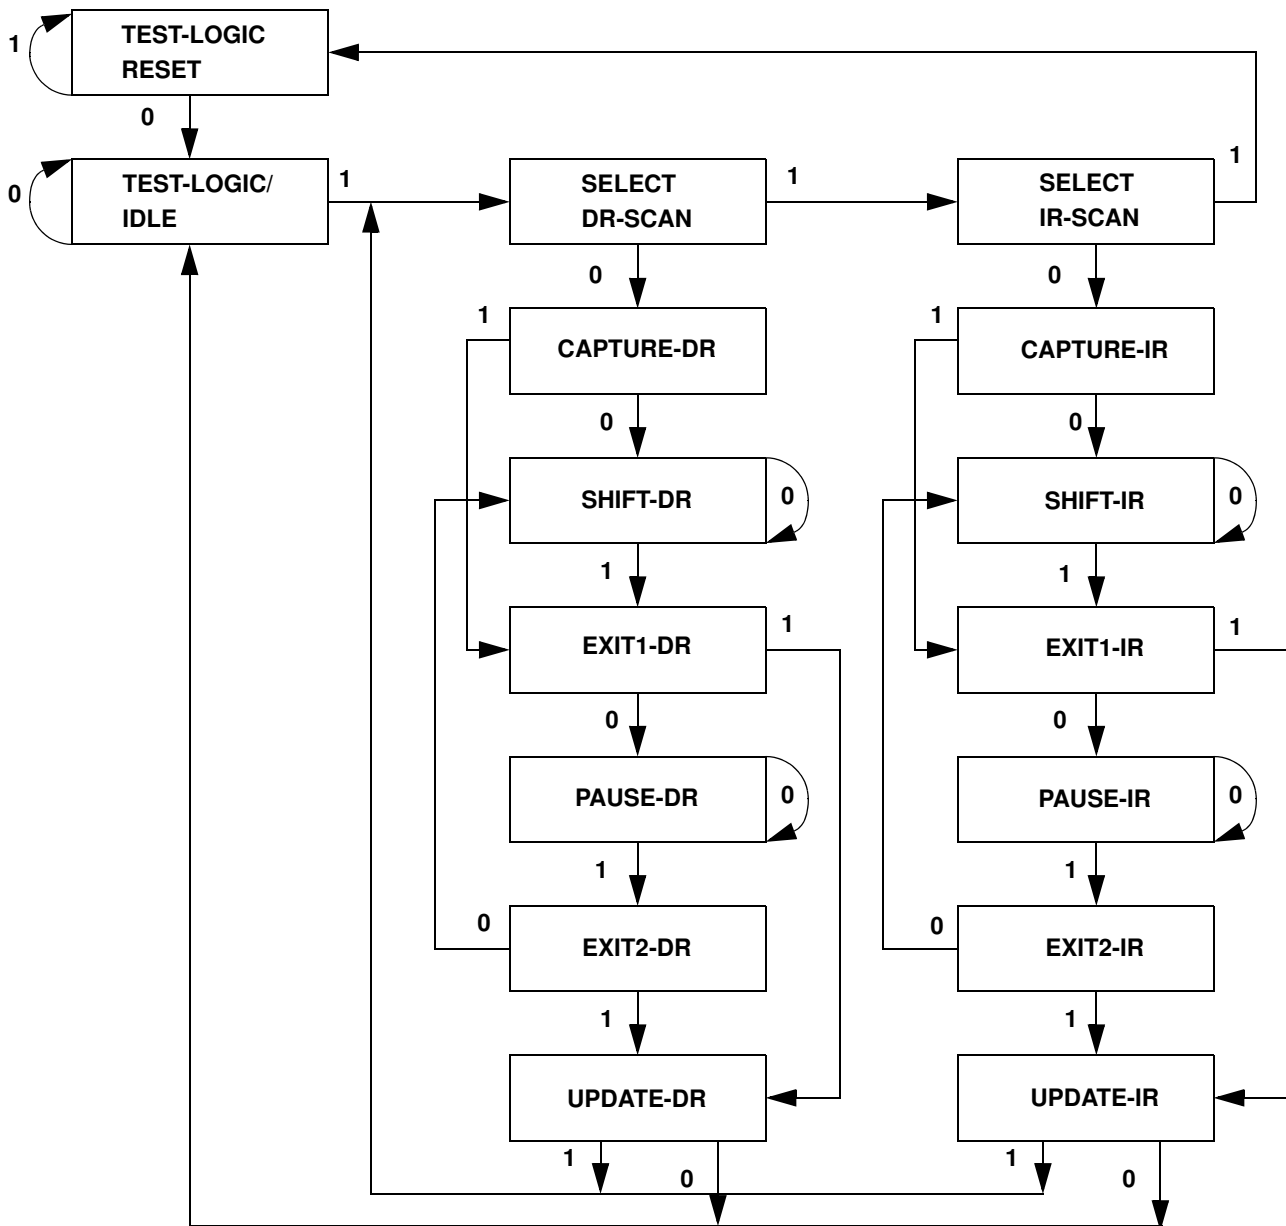 TEST-LOGIC
RESET
1
0
TEST-LOGIC/
IDLE
0
1
SELECT
DR-SCAN
1
SELECT
IR-SCAN
1
0
0
1
CAPTURE-DR
1
CAPTURE-IR
0
0
SHIFT-DR
0
SHIFT-IR
0
1
1
EXIT1-DR
1
EXIT1-IR
1
0
0
PAUSE-DR
0
PAUSE-IR
0
1
1
0
EXIT2-DR
0
EXIT2-IR
1
1
UPDATE-DR
UPDATE-IR
1
0
1
0